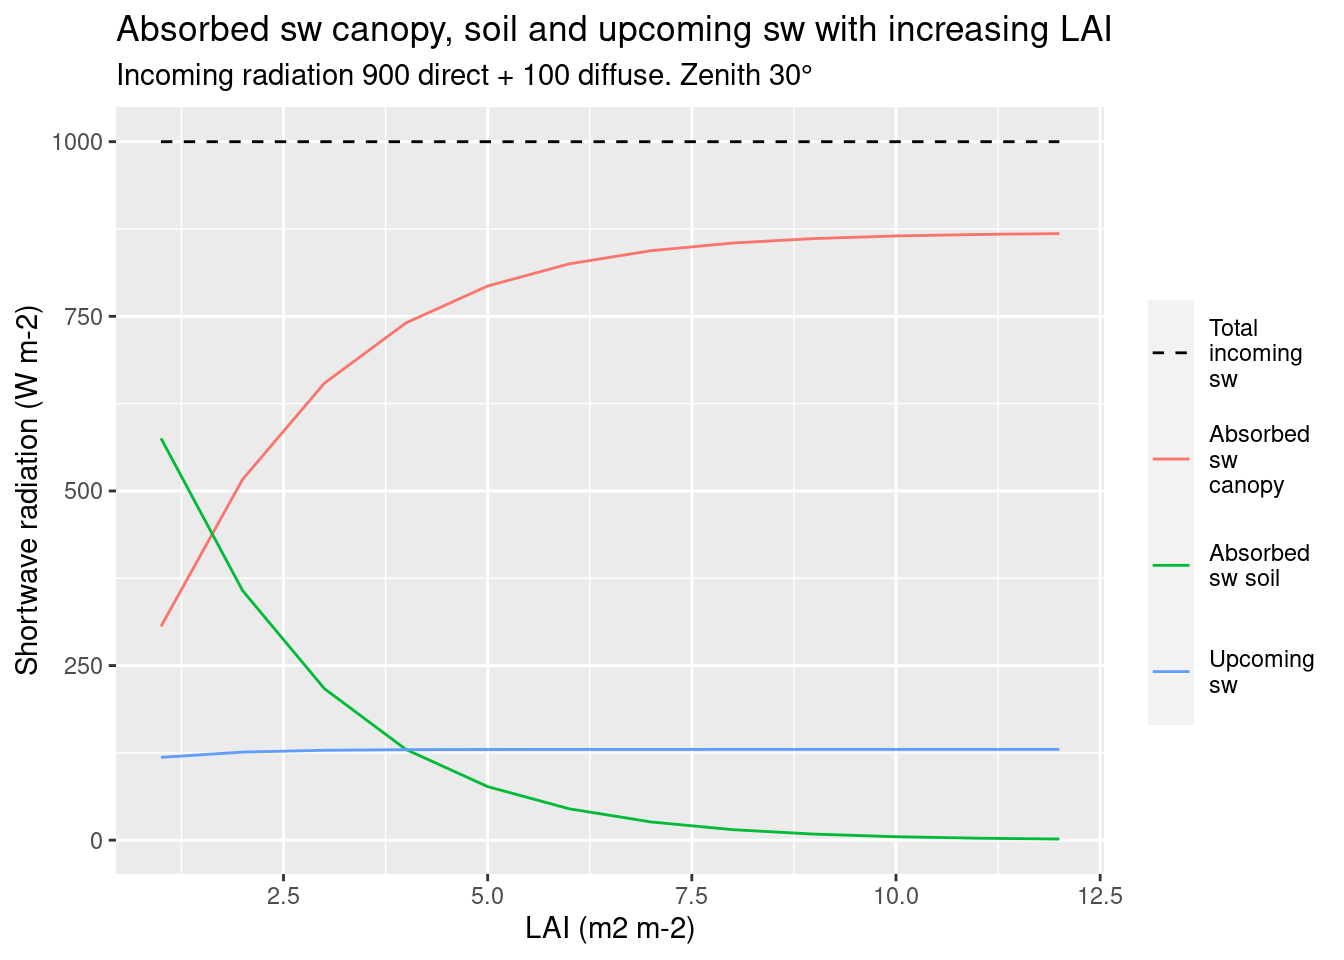 Absorbed sw canopy, soil and upcoming sw with increasing LAI
Incoming radiation 900 direct + 100 diffuse. Zenith 30°
Shortwave radiation (W m-2)
1000
750
500
250
0
2.5
5.0
7.5
10.0
12.5
LAI (m2 m-2)
Total
incoming
sw
Absorbed
sw
canopy
Absorbed
sw soil
Upcoming
sw